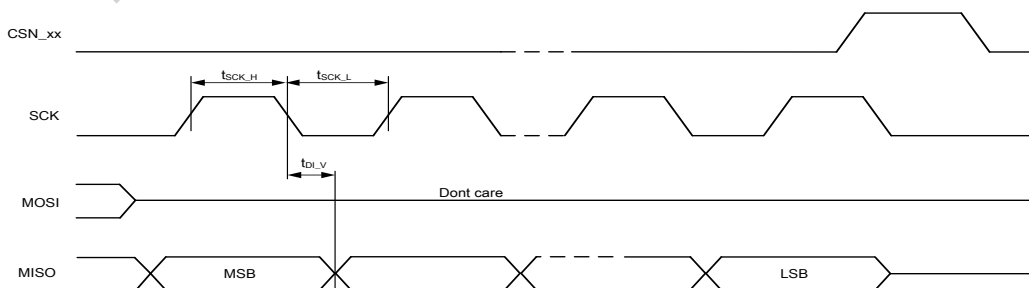 CSN_xx
tSCK_H tSCK_L
SCK
tDI_V
Dont care
MOSI
MISO MSB LSB